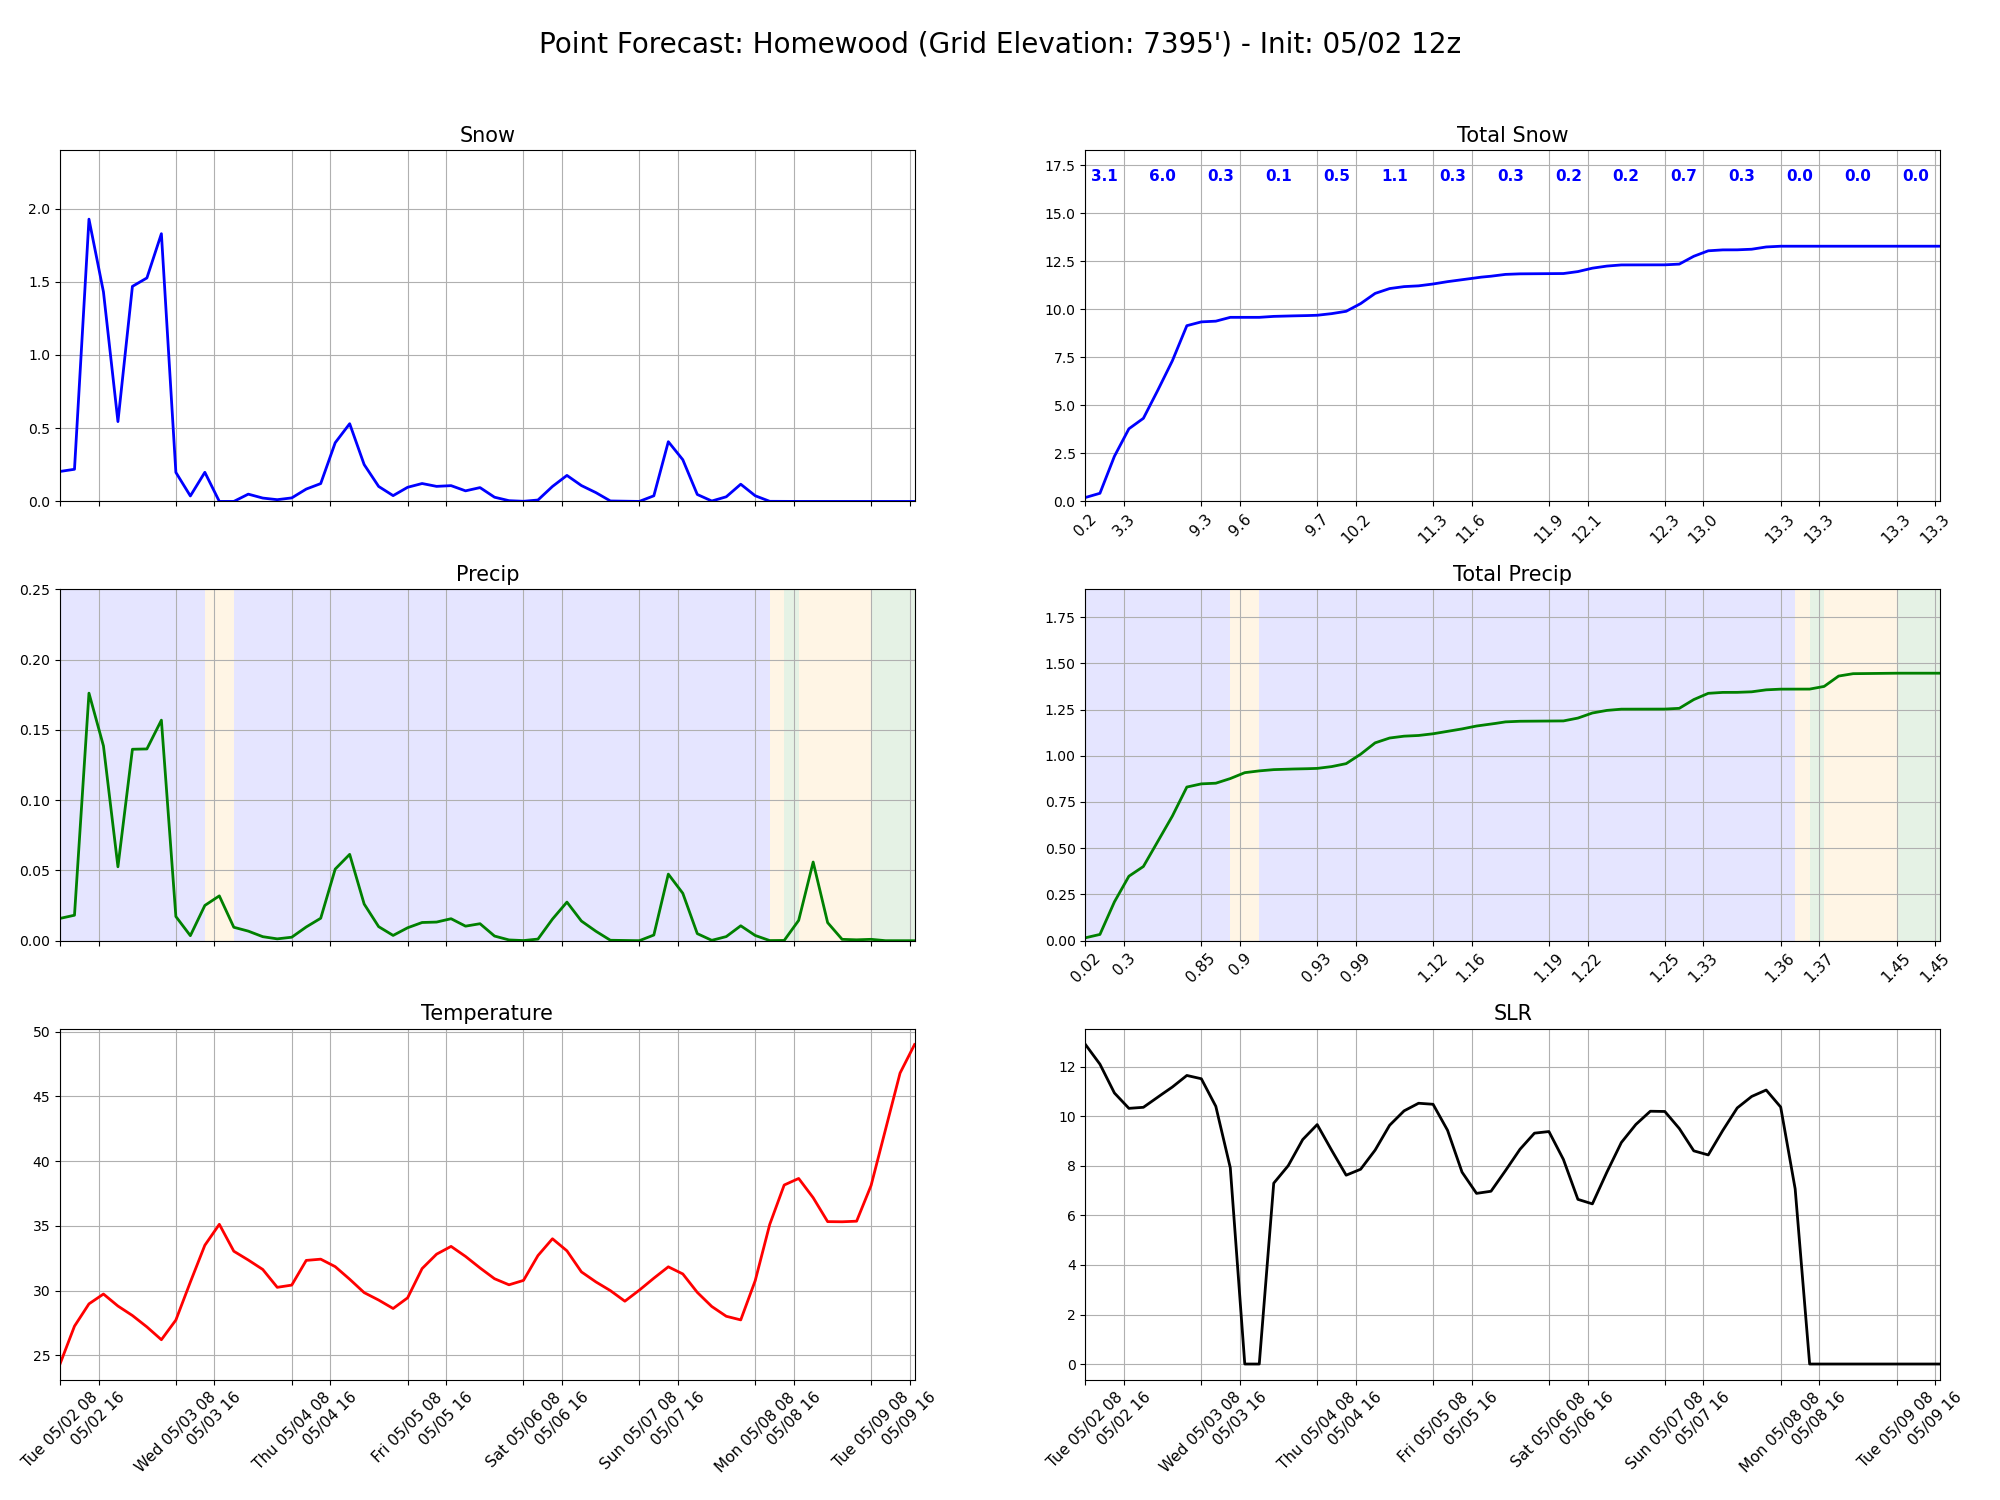 Point Forecast: Homewood (Grid Elevation: 7395') - Init: 05/02 12z
Snow
2.0
1.5
1.0
0.5
0.0
Total Snow
17.5
15.0
12.5
10.0
7.5
5.0
2.5
0.0
3.1 6.0 0.3 0.1 0.5 1.1 0.3 0.3 0.2 0.2 0.7 0.3 0.0 0.0 0.0
0.2 3.3 9.3 9.6 9.7 10.2 11.3 11.6 11.9 12.1 12.3 13.0 13.3 13.3 13.3 13.3
Precip
0.25
0.20
0.15
0.10
0.05
0.00
Total Precip
1.75
1.50
1.25
1.00
0.75
0.50
0.25
0.00
0.02 0.3 0.85 0.9 0.93 0.99 1.12 1.16 1.19 1.22 1.25 1.33 1.36 1.37 1.45 1.45
Temperature
50
45
40
35
30
25
Tue 05/02 08
05/02 16
Wed 05/03 08
05/03 16
Thu 05/04 08
05/04 16
Fri 05/05 08
05/05 16
Sat 05/06 08
05/06 16
Sun 05/07 08
05/07 16
Mon 05/08 08
05/08 16
Tue 05/09 08
05/09 16
SLR
12
10
8
6
4
2
0
Tue 05/02 08
05/02 16
Wed 05/03 08
05/03 16
Thu 05/04 08
05/04 16
Fri 05/05 08
05/05 16
Sat 05/06 08
05/06 16
Sun 05/07 08
05/07 16
Mon 05/08 08
05/08 16
Tue 05/09 08
05/09 16